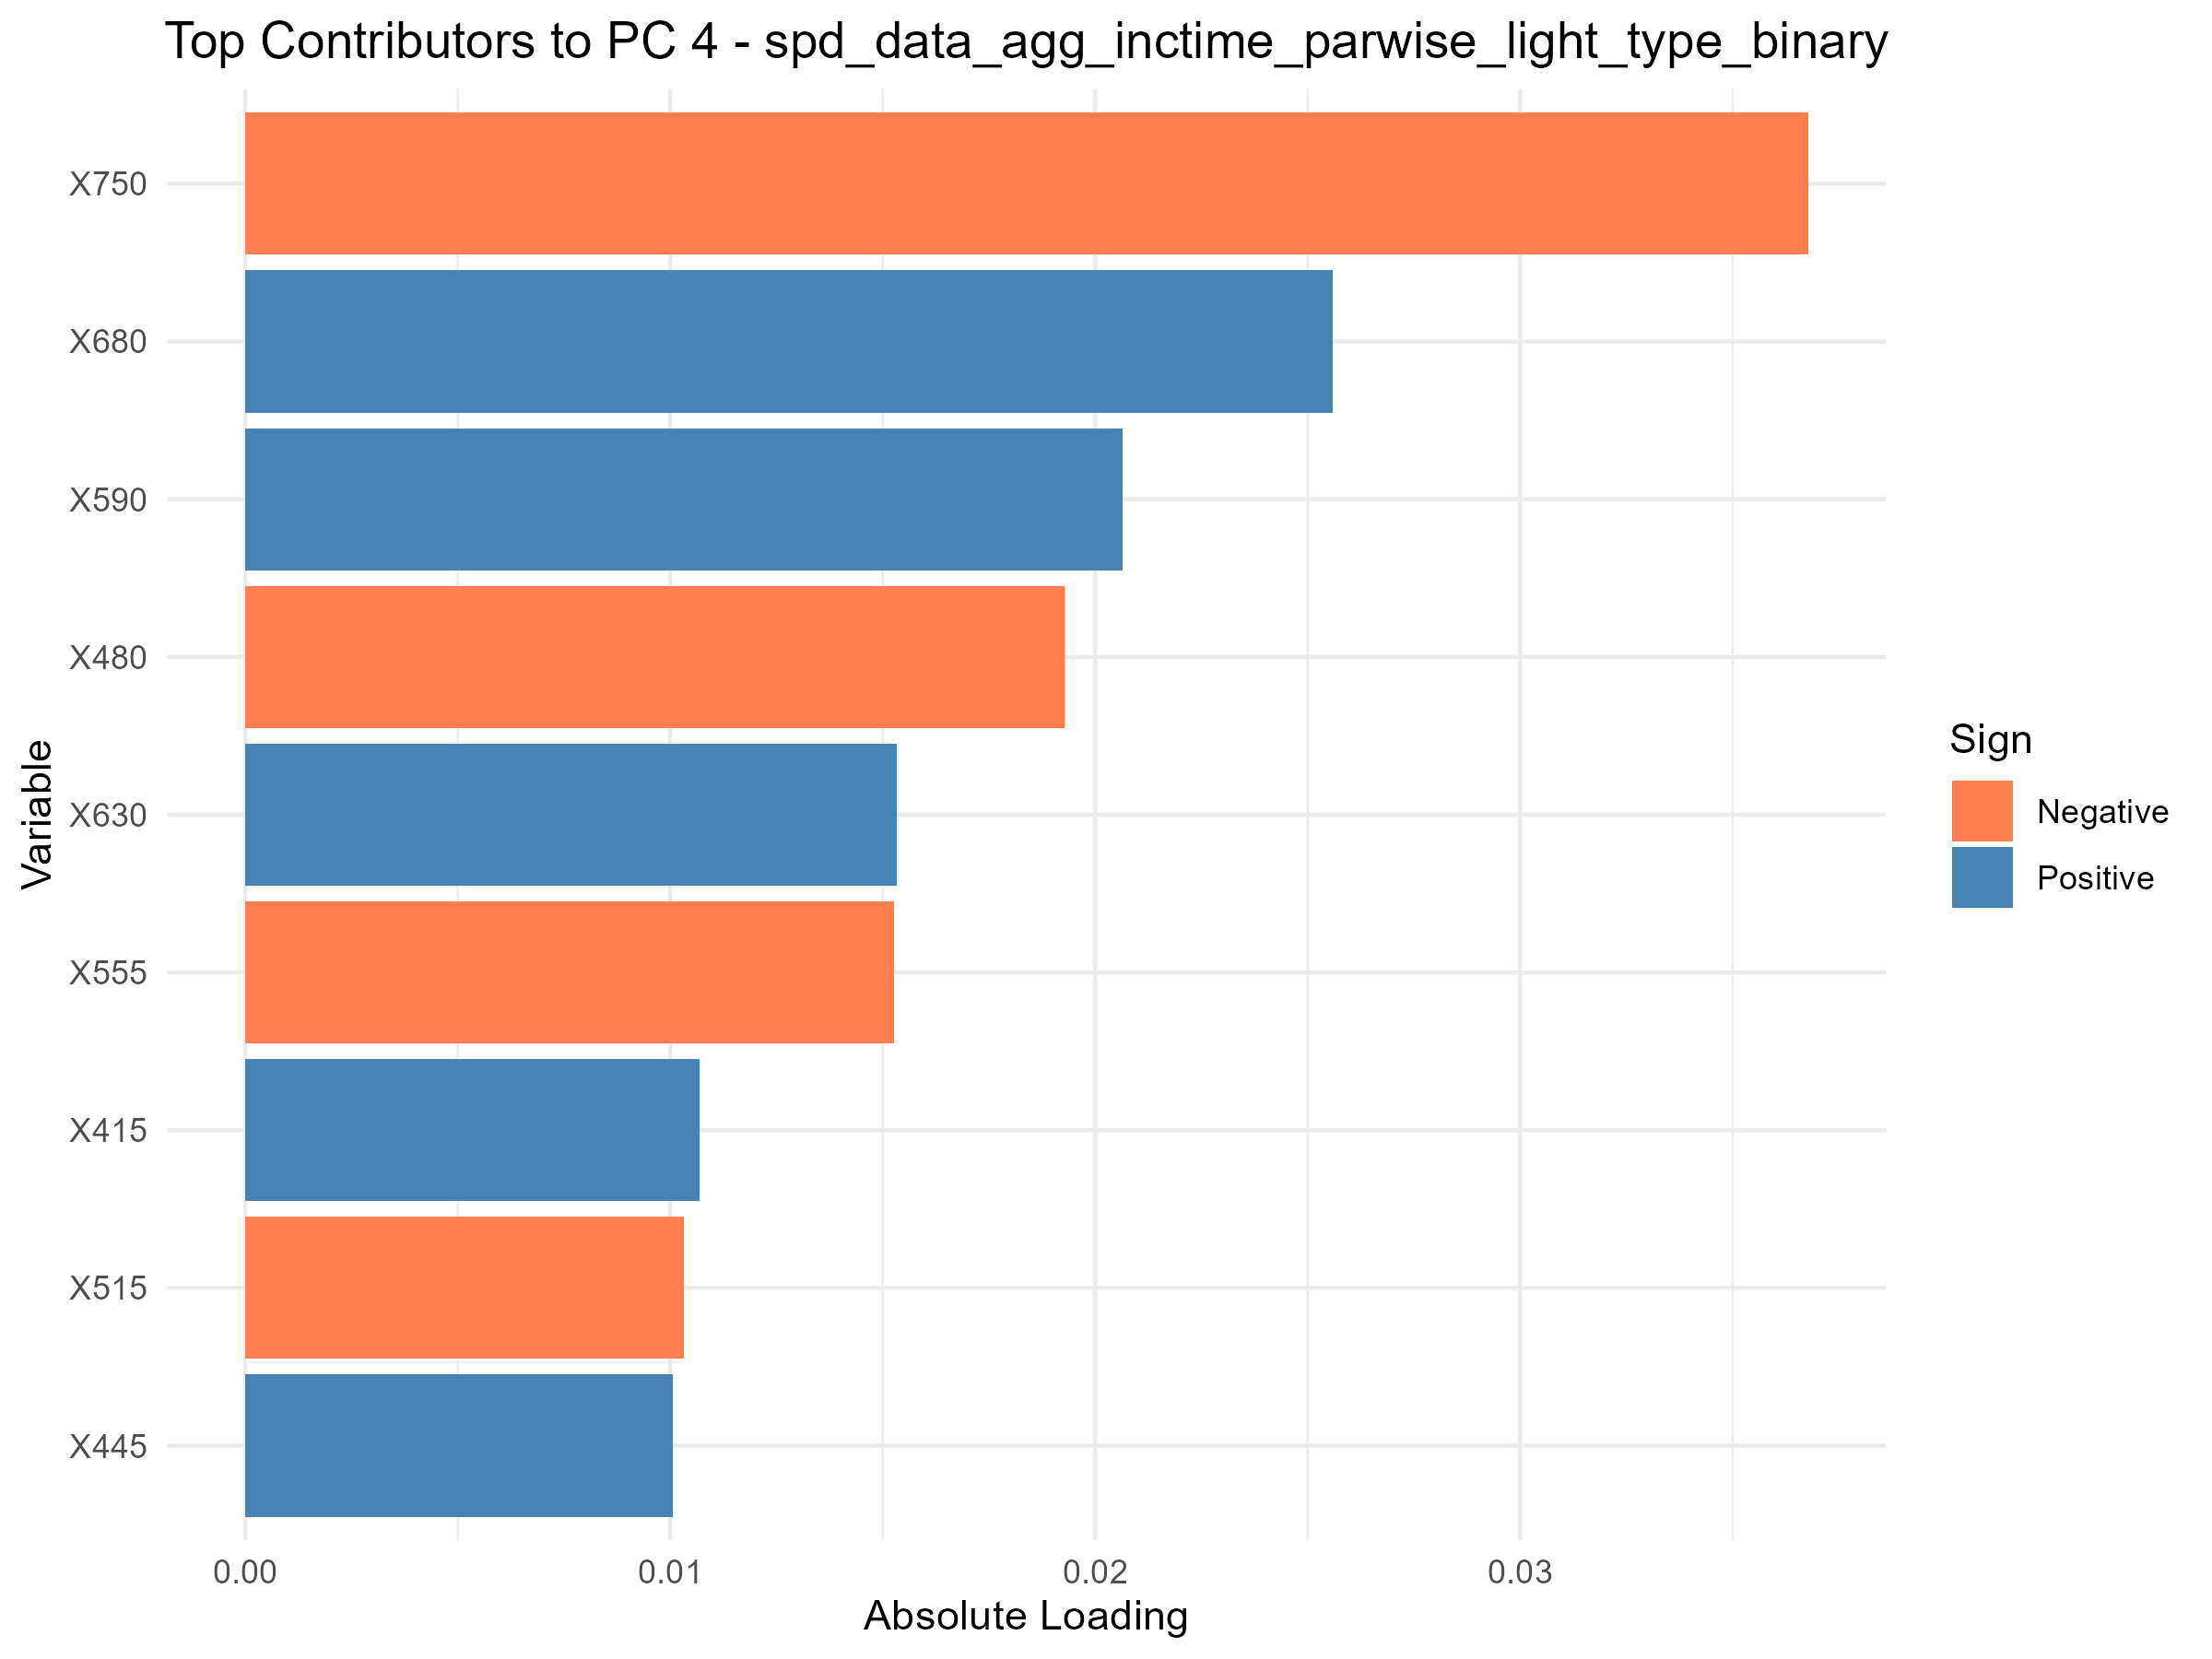 Top Contributors to PC 4 - spd_data_agg_inctime_parwise_light_type_binary
Variable
X750
X680
X590
X480
X630
X555
X415
X515
X445
0.00 0.01 0.02 0.03
Absolute Loading
Sign
Negative
Positive